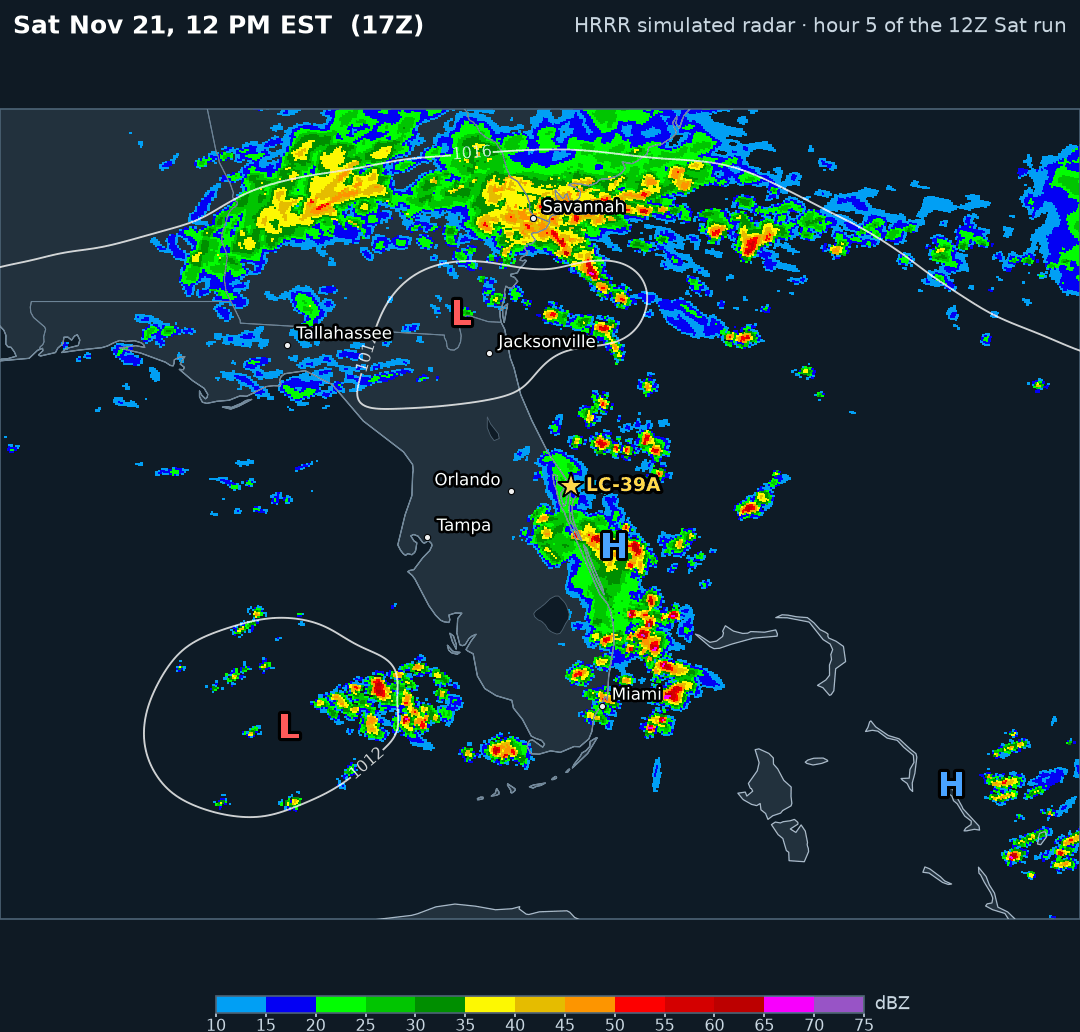 Sat Nov 21, 12 PM EST (17Z)
HRRR simulated radar · hour 5 of the 12Z Sat run
1016
Savannah
L
Tallahassee
Jacksonville
1014
Orlando
LC-39A
Tampa
H
Miami
L
1012
H
dBZ
10 15 20 25 30 35 40 45 50 55 60 65 70 75